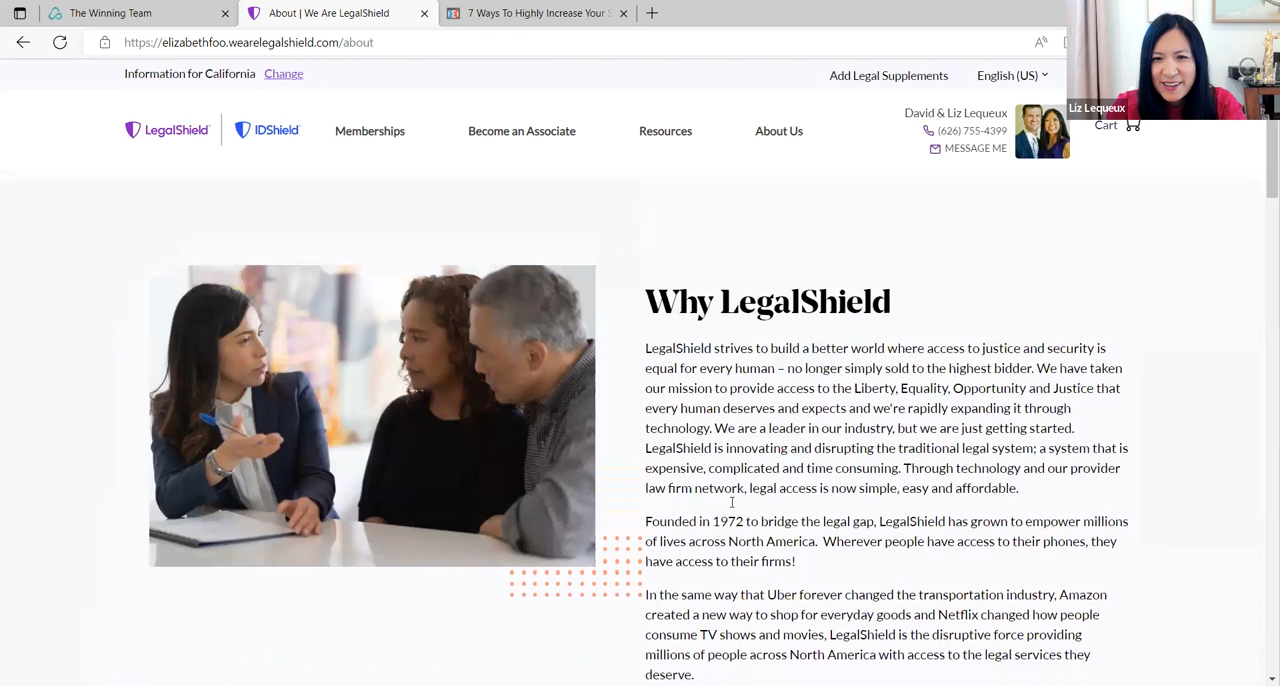 The Winning Team
About | We Are LegalShield
7 Ways To Highly Increase Your S
https://elizabethfoo.wearelegalshield.com/about
Liz Lequeux
Information for California Change
Add Legal Supplements
English (US)
LegalShield
IDShield
Memberships
Become an Associate
Resources
About Us
David & Liz Lequeux
(626) 755-4399
MESSAGE ME
Cart
Why LegalShield
LegalShield strives to build a better world where access to justice and security is
equal for every human – no longer simply sold to the highest bidder. We have taken
our mission to provide access to the Liberty, Equality, Opportunity and Justice that
every human deserves and expects and we're rapidly expanding it through
technology. We are a leader in our industry, but we are just getting started.
LegalShield is innovating and disrupting the traditional legal system; a system that is
expensive, complicated and time consuming. Through technology and our provider
law firm network, legal access is now simple, easy and affordable.
Founded in 1972 to bridge the legal gap, LegalShield has grown to empower millions
of lives across North America. Wherever people have access to their phones, they
have access to their firms!
In the same way that Uber forever changed the transportation industry, Amazon
created a new way to shop for everyday goods and Netflix changed how people
consume TV shows and movies, LegalShield is the disruptive force providing
millions of people across North America with access to the legal services they
deserve.